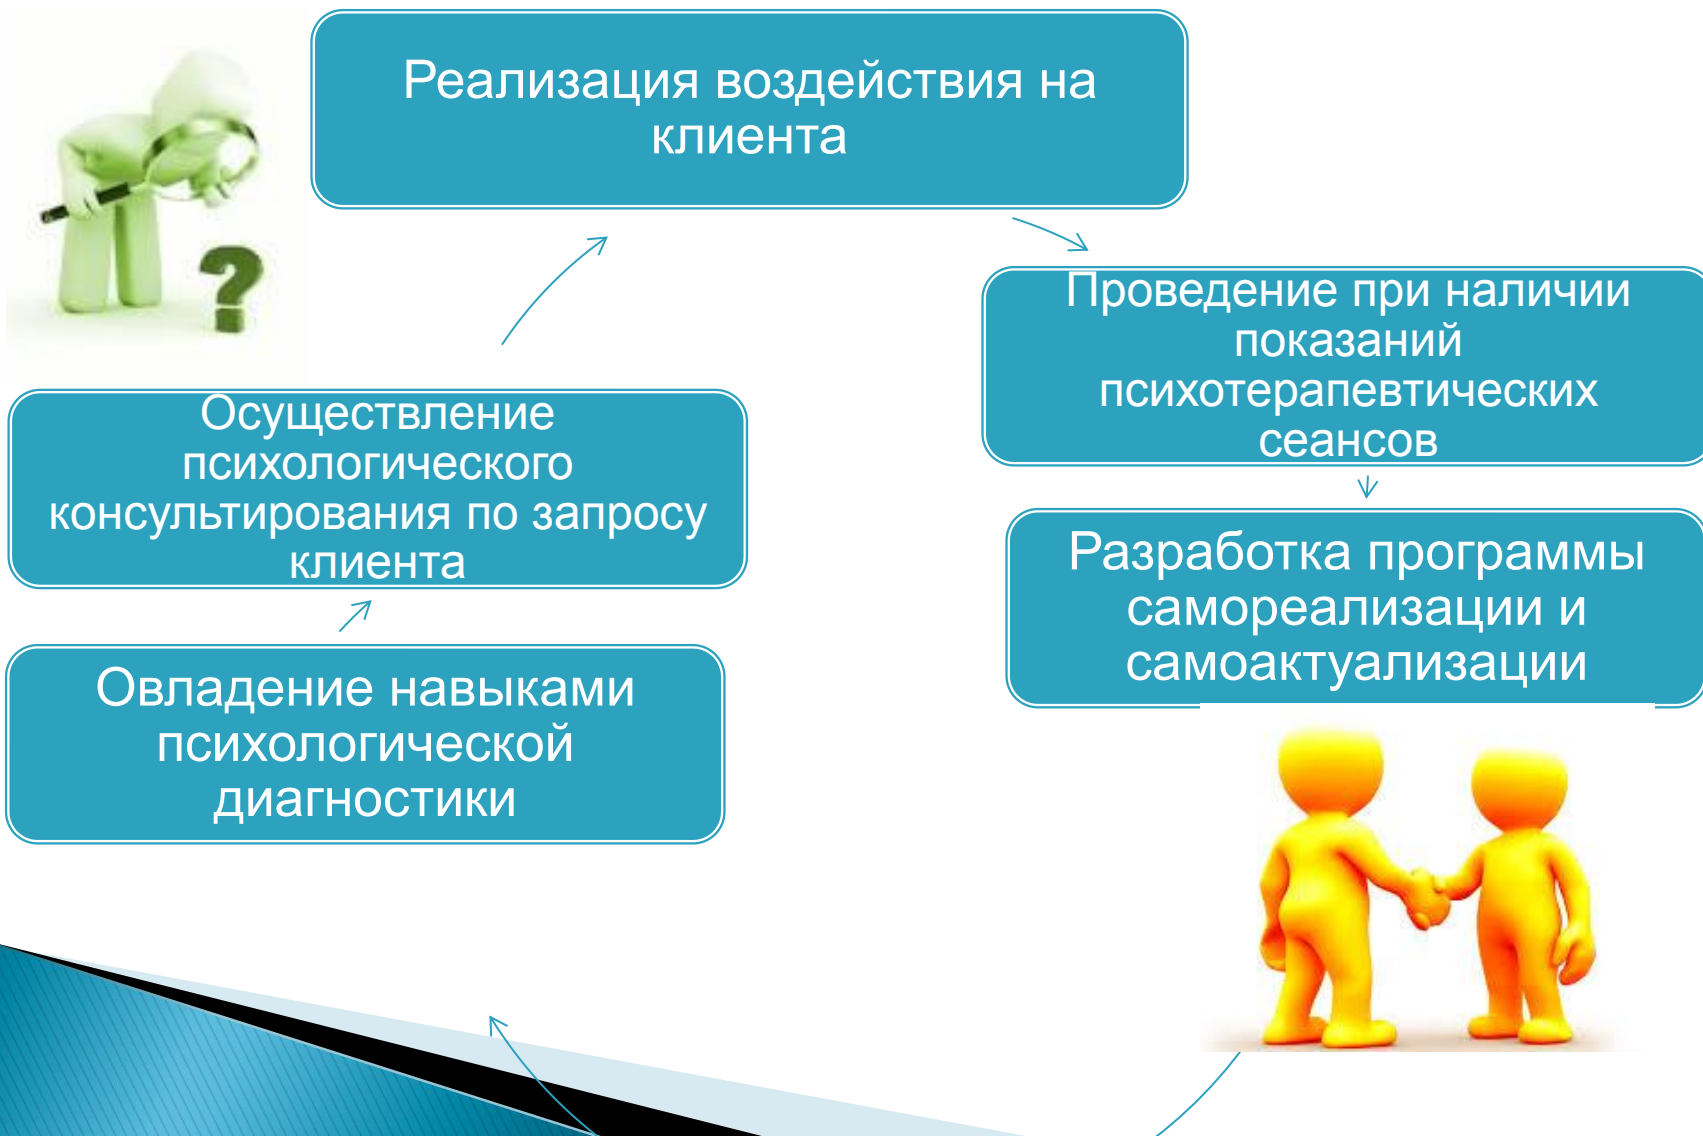 Реализация воздействия на
клиента
Проведение при наличии
показаний
психотерапевтических
сеансов
Разработка программы
самореализации и
самоактуализации
Осуществление
психологического
консультирования по запросу
клиента
Овладение навыками
психологической
диагностики
?